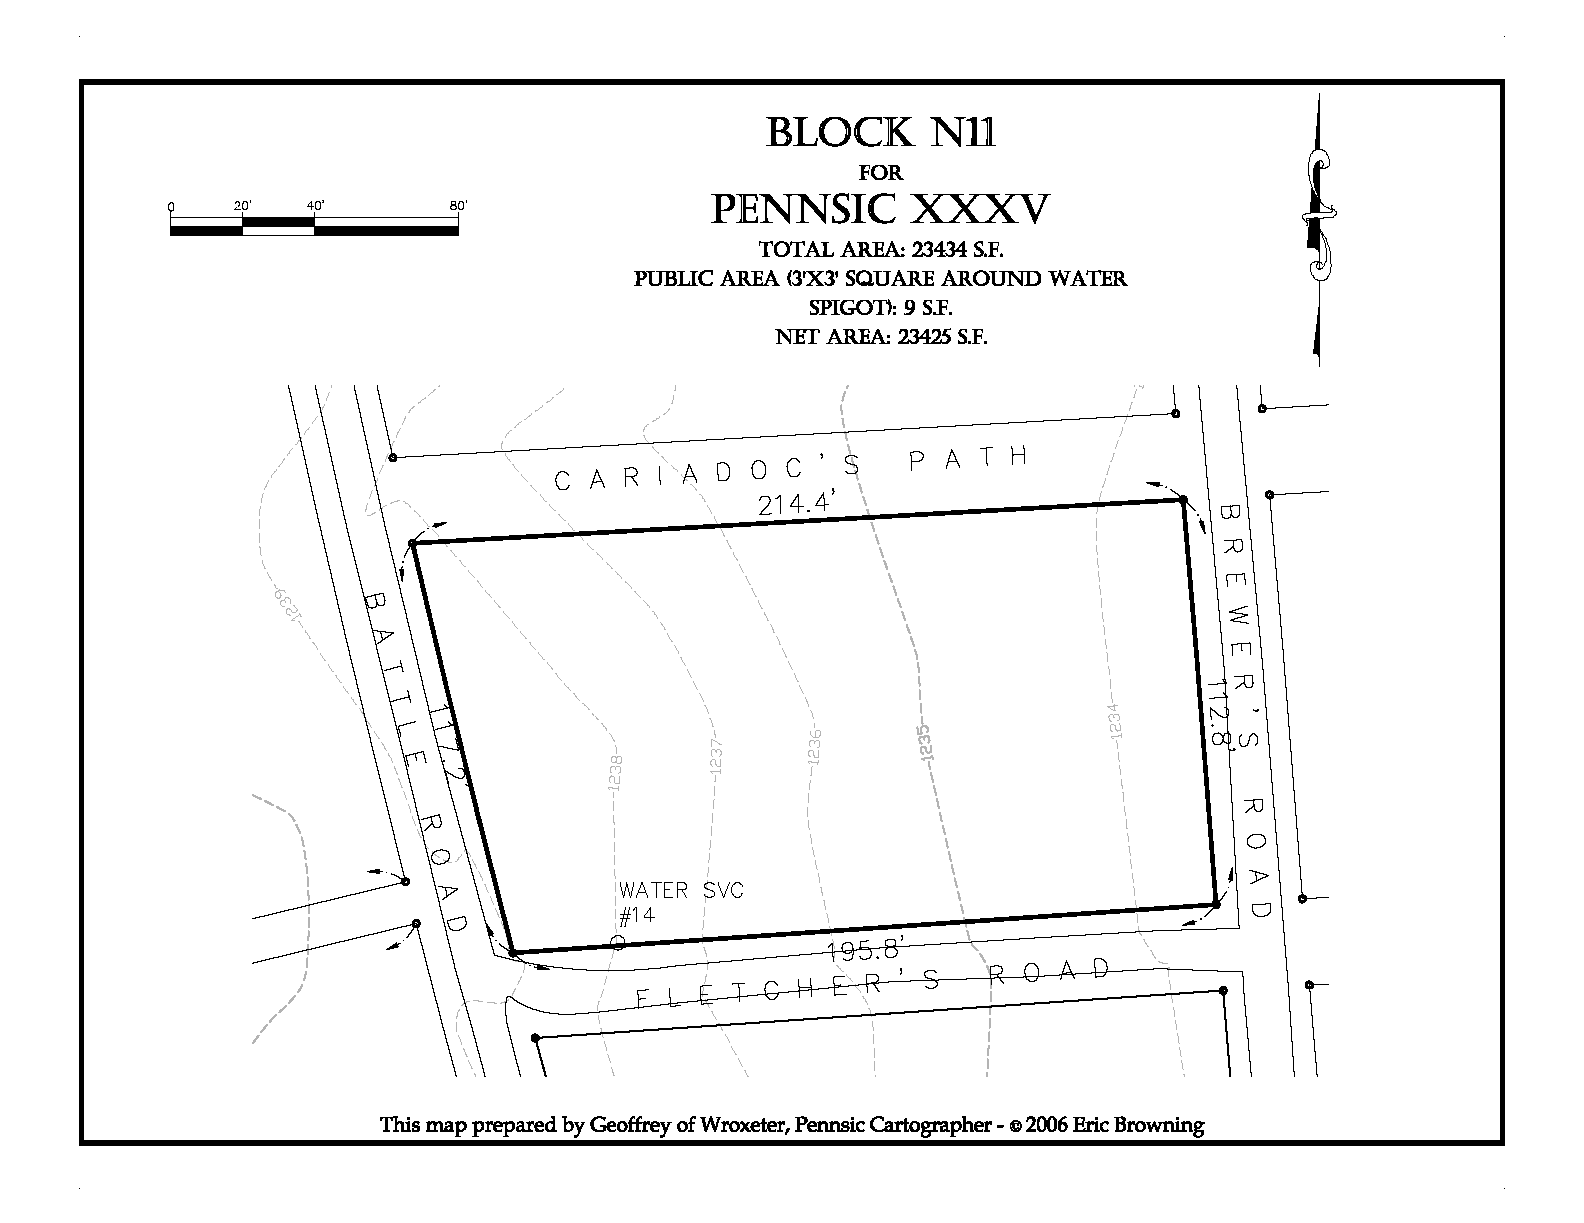 BLOCK N11
FOR
PENNSIC XXXV
TOTAL AREA: 23434 S.F.
PUBLIC AREA (3'X3' SQUARE AROUND WATER
SPIGOT): 9 S.F.
NET AREA: 23425 S.F.
0 20' 40' 80'
CARIADOC'S PATH
214.4'
BREWER'S ROAD
112.8'
BATTLE ROAD
117.2'
1239
1238
1237
1236
1235
1234
WATER SVC
#14
195.8'
FLETCHER'S ROAD
This map prepared by Geoffrey of Wroxeter, Pennsic Cartographer - © 2006 Eric Browning